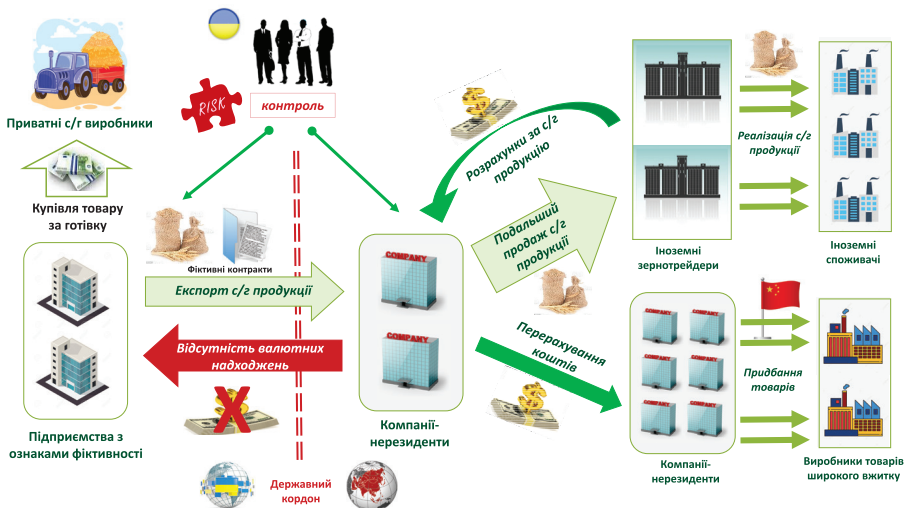 Приватні с/г виробники
Купівля товару
за готівку
RISK
контроль
Фіктивні контракти
Експорт с/г продукції
Відсутність валютних
надходжень
Підприємства з
ознаками фіктивності
Державний
кордон
COMPANY
COMPANY
Компанії-
нерезиденти
Розрахунки за с/г
продукцію
Подальший
продаж с/г
продукції
Перерахування
коштів
Іноземні
зернотрейдери
Реалізація с/г
продукції
Іноземні
споживачі
COMPANY
COMPANY
COMPANY
COMPANY
COMPANY
COMPANY
Компанії-
нерезиденти
Придбання
товарів
Виробники товарів
широкого вжитку